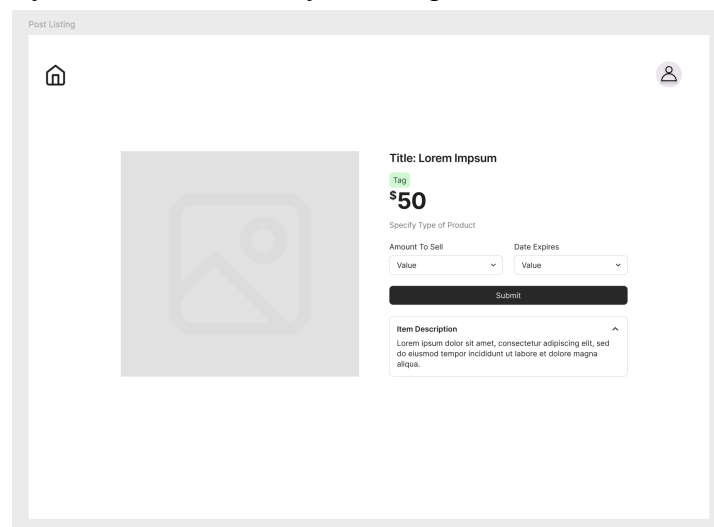 Post Listing
Title: Lorem Impsum
Tag
$50
Specify Type of Product
Amount To Sell
Date Expires
Value
Value
Submit
Item Description
Lorem ipsum dolor sit amet, consectetur adipiscing elit, sed
do eiusmod tempor incididunt ut labore et dolore magna
aliqua.